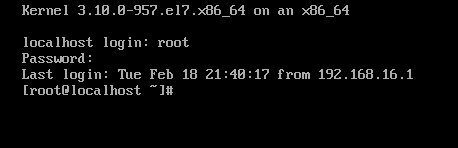 Kernel 3.10.0-957.el7.x86_64 on an x86_64
localhost login: root
Password:
Last login: Tue Feb 18 21:40:17 from 192.168.16.1
[root@localhost ~]#